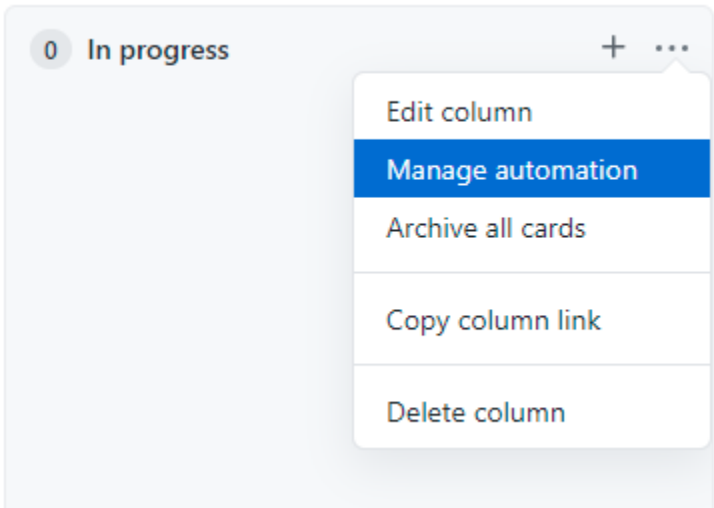 0 In progress + ...
Edit column
Manage automation
Archive all cards
Copy column link
Delete column